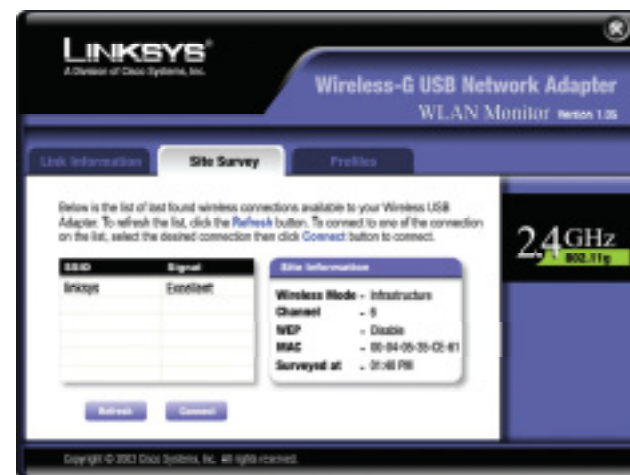 LINKSYS®
A Division of Cisco Systems, Inc.
Wireless-G USB Network Adapter
WLAN Monitor Version 1.05
Link Information
Site Survey
Profiles
Below is the list of last found wireless connections available to your Wireless USB
Adapter. To refresh the list, click the Refresh button. To connect to one of the connection
on the list, select the desired connection then click Connect button to connect.
2.4GHz
802.11g
SSID Signal
linksys Excellent
Site Information
Wireless Mode - Infrastructure
Channel - 6
WEP - Disable
MAC
Surveyed at
Refresh
Connect
Copyright © 2003 Cisco Systems, Inc. All rights reserved.